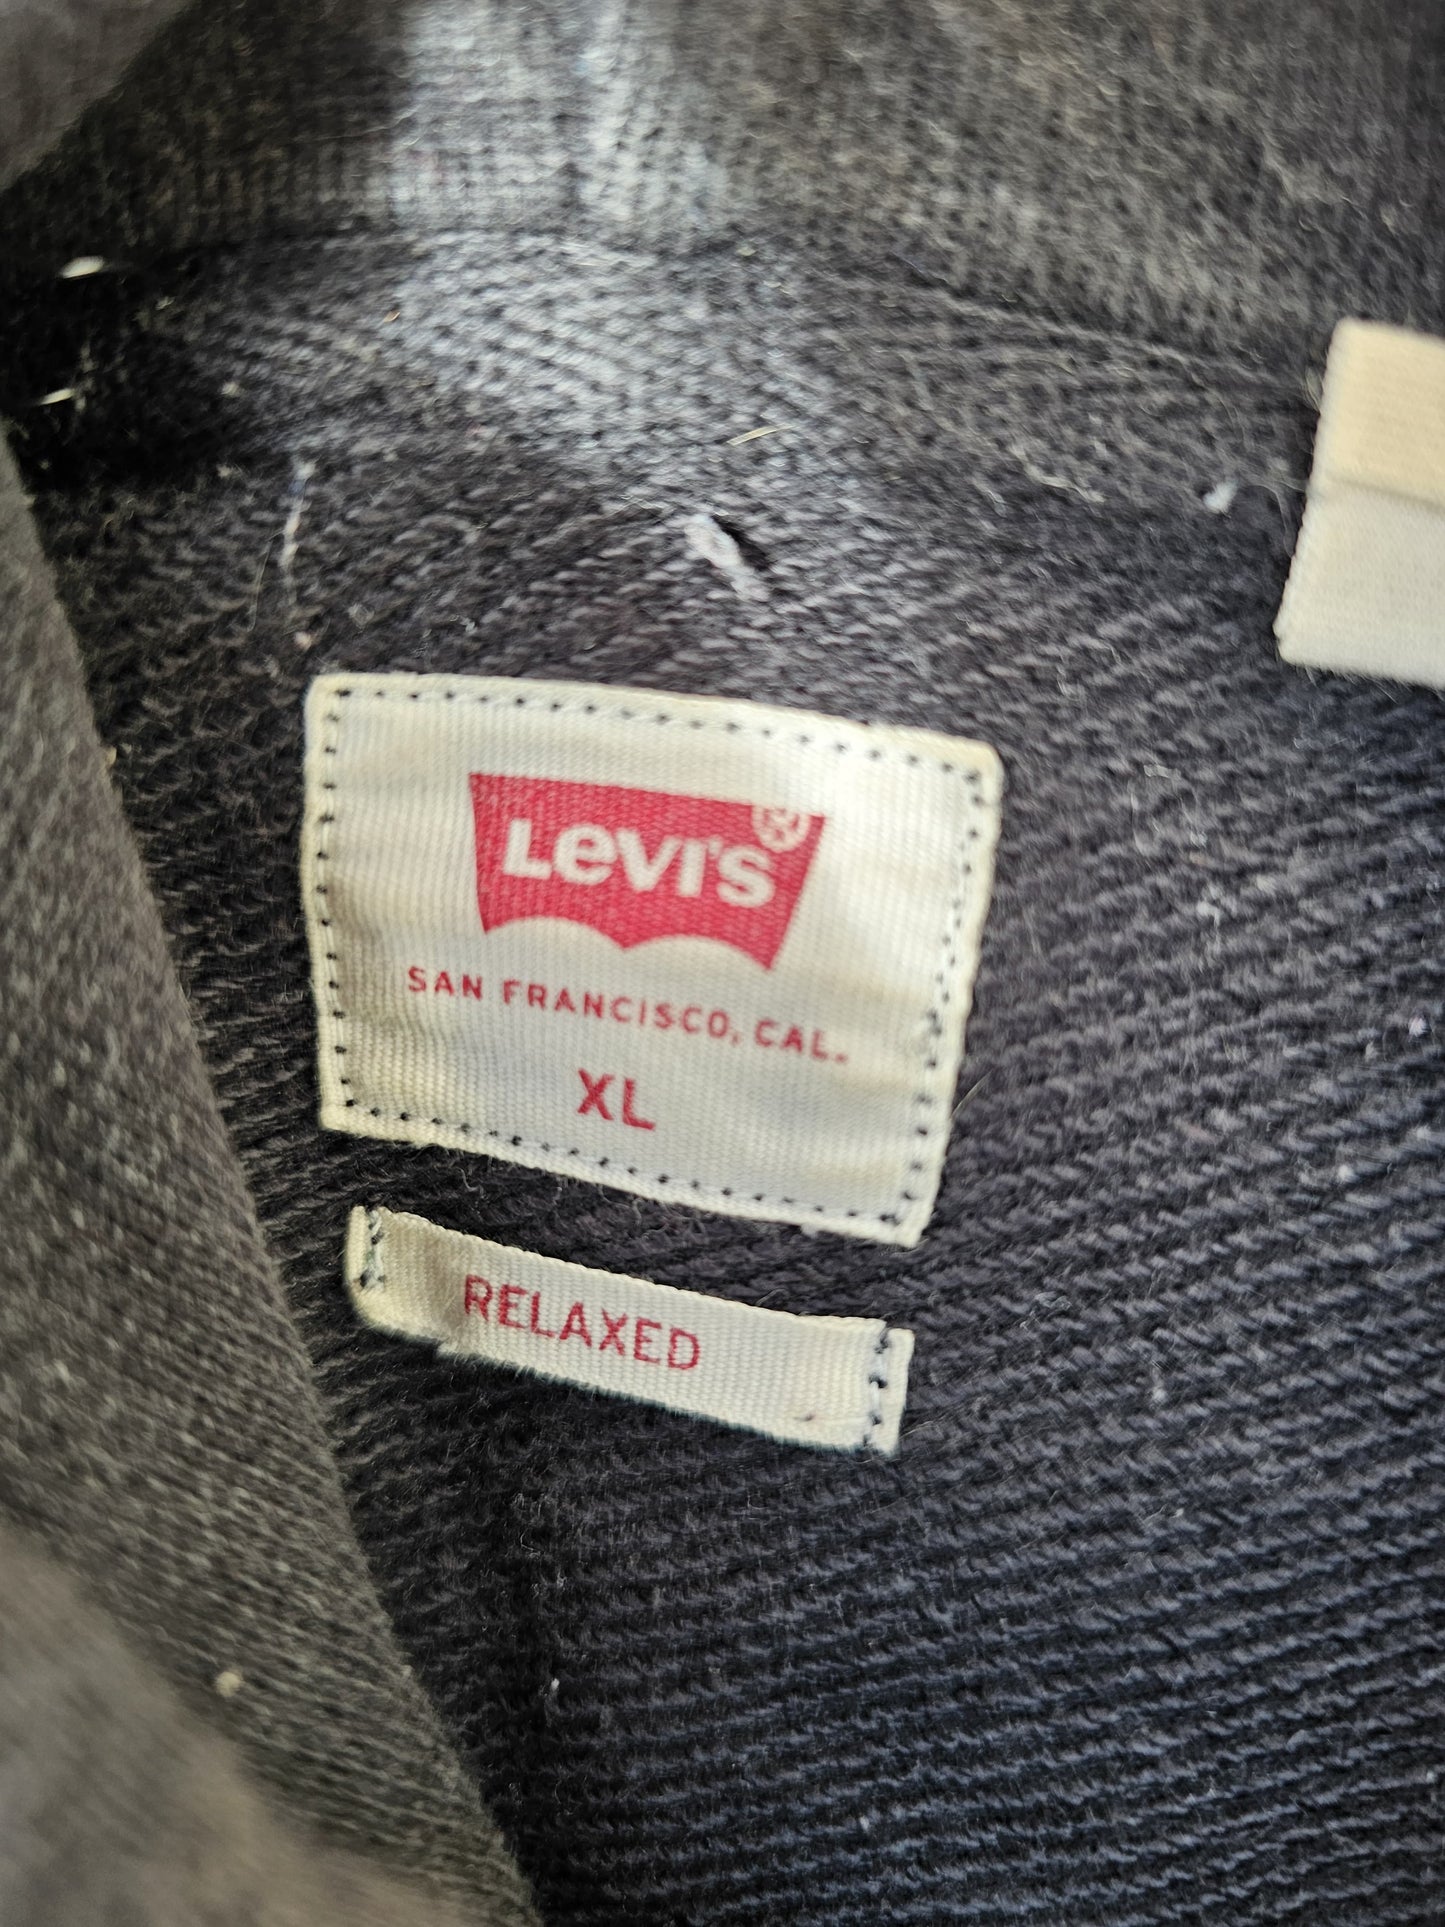 LEVI'S®
SAN FRANCISCO, CAL.
XL
RELAXED